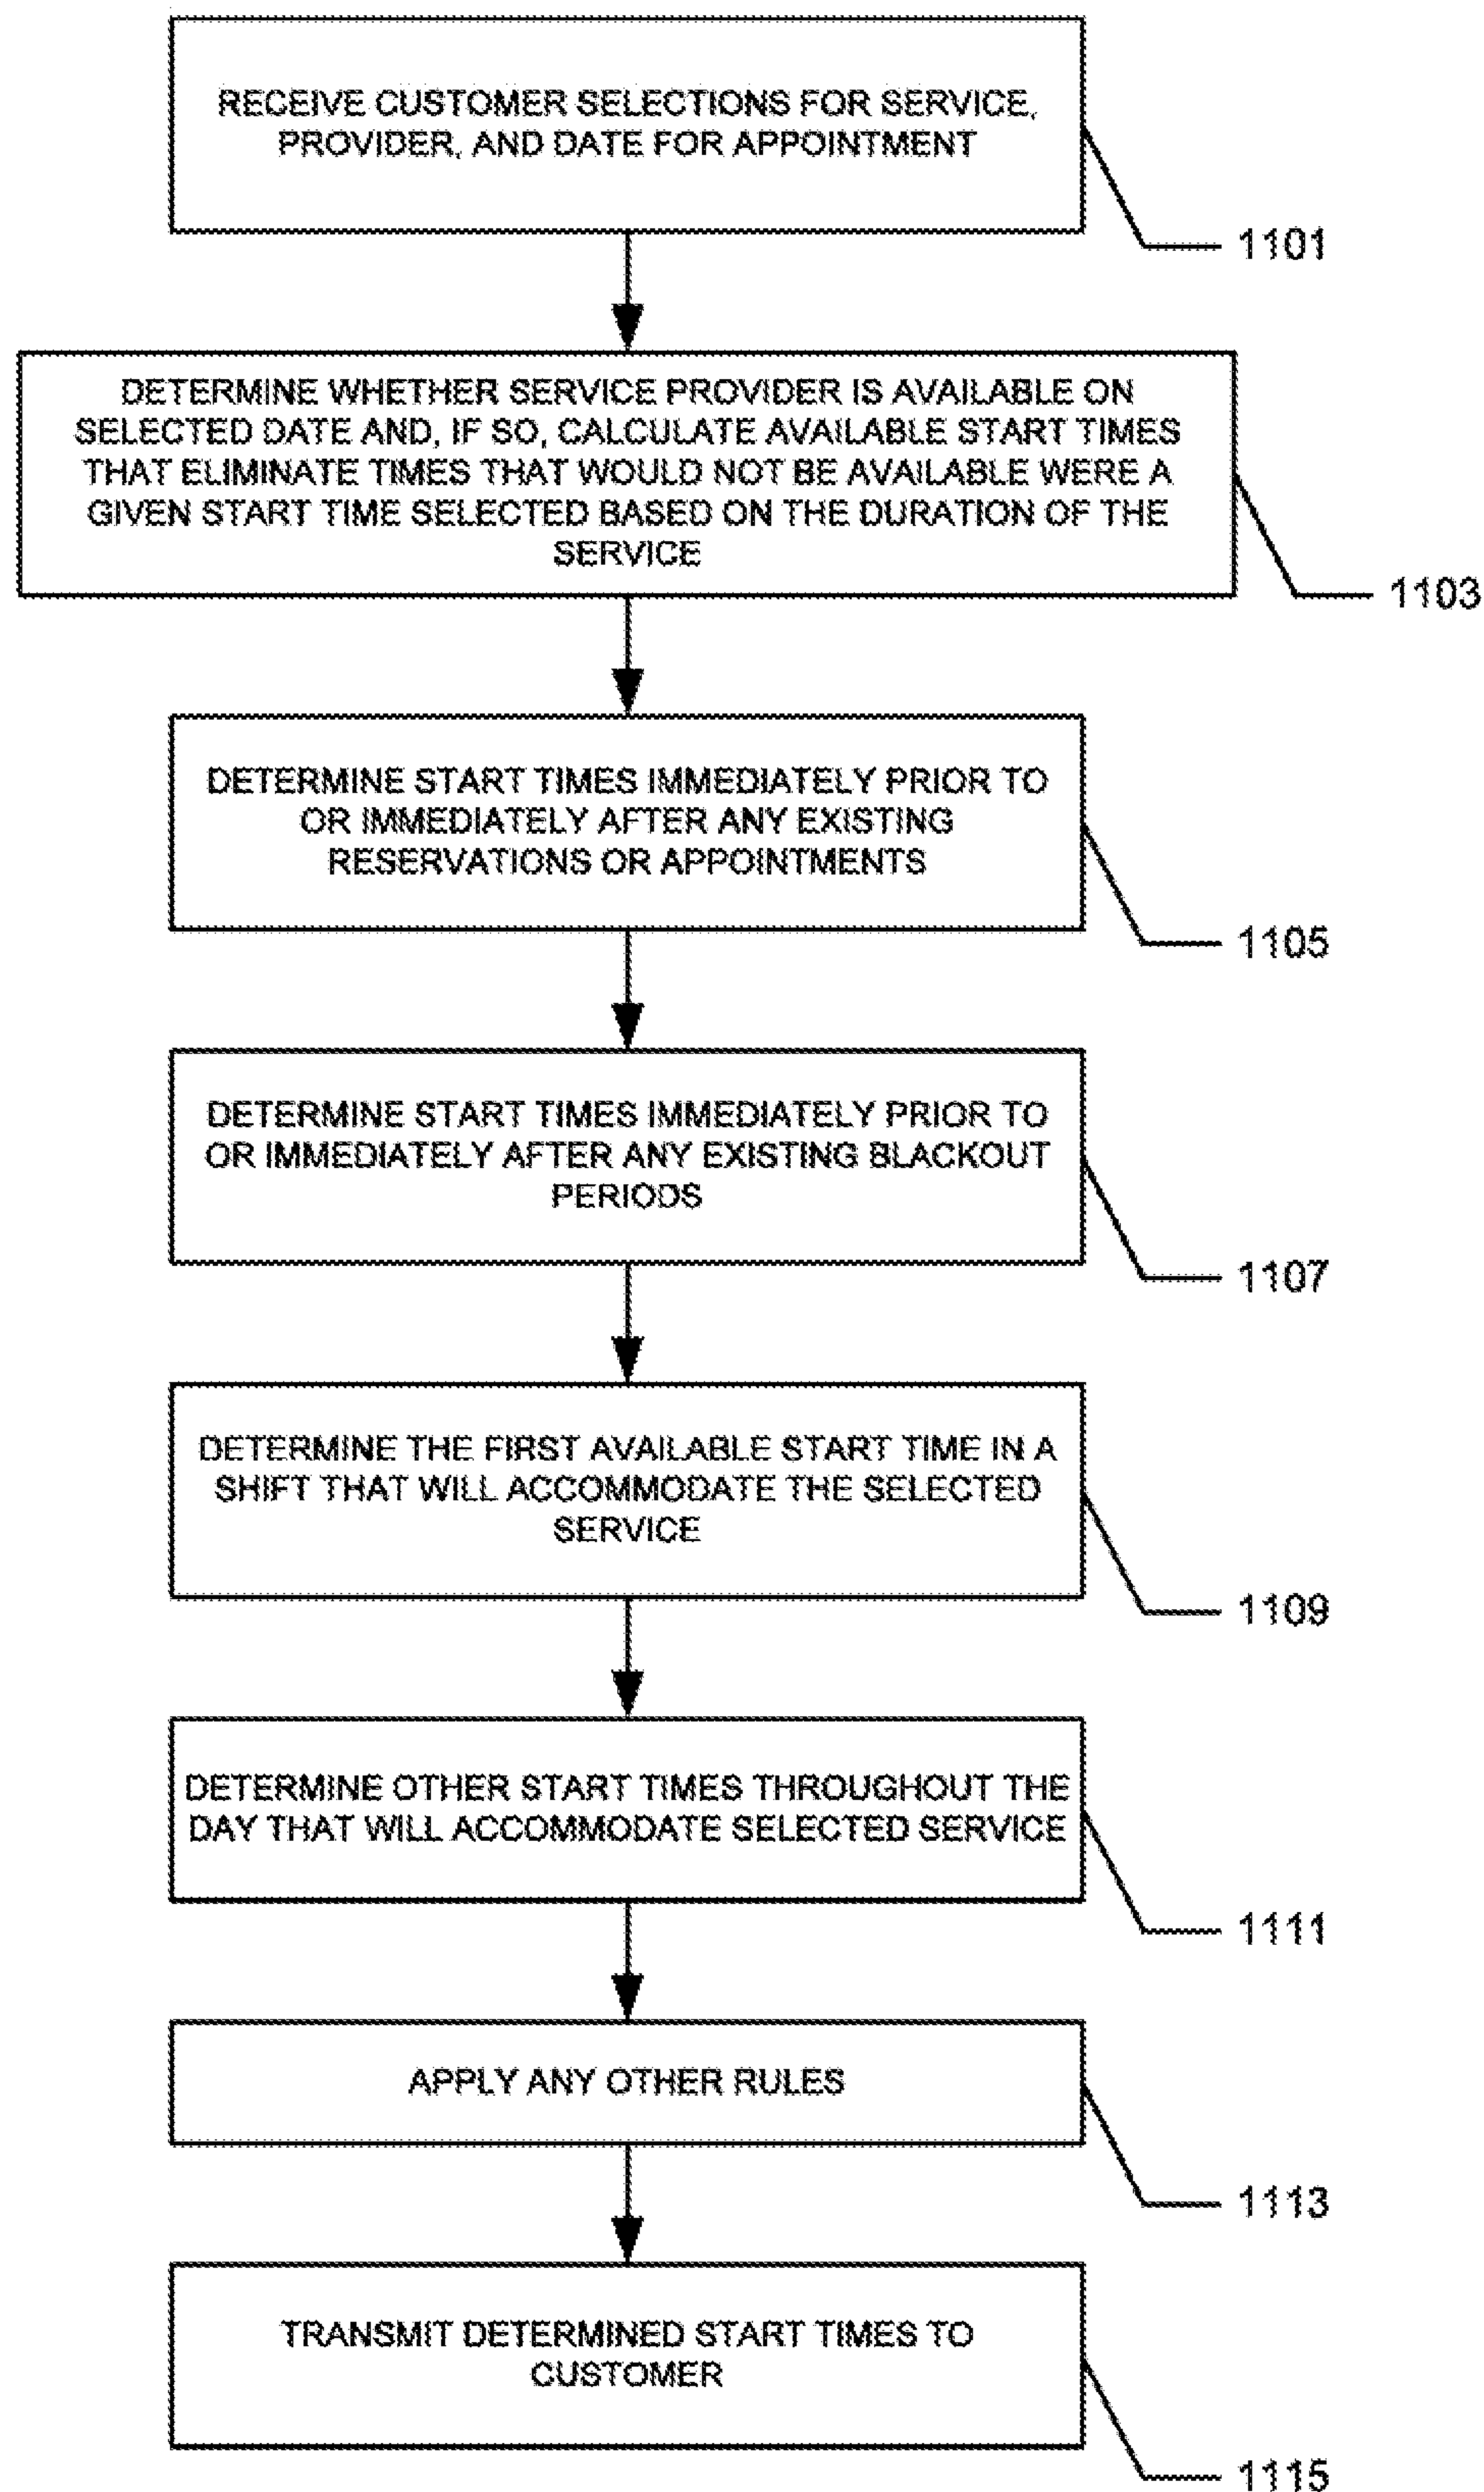 RECEIVE CUSTOMER SELECTIONS FOR SERVICE,
PROVIDER, AND DATE FOR APPOINTMENT
1101
DETERMINE WHETHER SERVICE PROVIDER IS AVAILABLE ON
SELECTED DATE AND, IF SO, CALCULATE AVAILABLE START TIMES
THAT ELIMINATE TIMES THAT WOULD NOT BE AVAILABLE WERE A
GIVEN START TIME SELECTED BASED ON THE DURATION OF THE
SERVICE
1103
DETERMINE START TIMES IMMEDIATELY PRIOR TO
OR IMMEDIATELY AFTER ANY EXISTING
RESERVATIONS OR APPOINTMENTS
1105
DETERMINE START TIMES IMMEDIATELY PRIOR TO
OR IMMEDIATELY AFTER ANY EXISTING BLACKOUT
PERIODS
1107
DETERMINE THE FIRST AVAILABLE START TIME IN A
SHIFT THAT WILL ACCOMMODATE THE SELECTED
SERVICE
1109
DETERMINE OTHER START TIMES THROUGHOUT THE
DAY THAT WILL ACCOMMODATE SELECTED SERVICE
1111
APPLY ANY OTHER RULES
1113
TRANSMIT DETERMINED START TIMES TO
CUSTOMER
1115